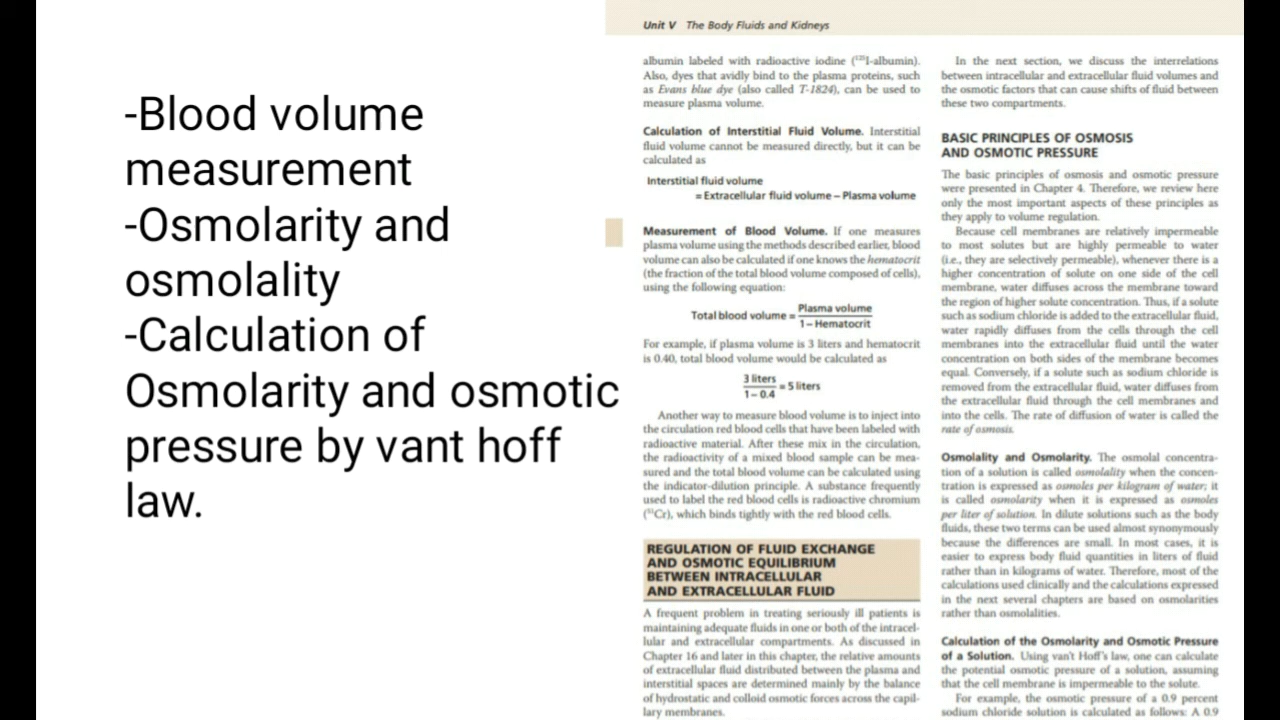 -Blood volume
measurement
-Osmolarity and
osmolality
-Calculation of
Osmolarity and osmotic
pressure by vant hoff
law.
Unit V The Body Fluids and Kidneys
albumin labeled with radioactive iodine (¹²⁵I-albumin).
Also, dyes that avidly bind to the plasma proteins, such
as Evans blue dye (also called T-1824), can be used to
measure plasma volume.
Calculation of Interstitial Fluid Volume. Interstitial
fluid volume cannot be measured directly, but it can be
calculated as
Interstitial fluid volume
= Extracellular fluid volume – Plasma volume
Measurement of Blood Volume. If one measures
plasma volume using the methods described earlier, blood
volume can also be calculated if one knows the hematocrit
(the fraction of the total blood volume composed of cells),
using the following equation:
Total blood volume = Plasma volume
1 – Hematocrit
For example, if plasma volume is 3 liters and hematocrit
is 0.40, total blood volume would be calculated as
3 liters
1 – 0.4 = 5 liters
Another way to measure blood volume is to inject into
the circulation red blood cells that have been labeled with
radioactive material. After these mix in the circulation,
the radioactivity of a mixed blood sample can be mea-
sured and the total blood volume can be calculated using
the indicator-dilution principle. A substance frequently
used to label the red blood cells is radioactive chromium
(⁵¹Cr), which binds tightly with the red blood cells.
REGULATION OF FLUID EXCHANGE
AND OSMOTIC EQUILIBRIUM
BETWEEN INTRACELLULAR
AND EXTRACELLULAR FLUID
A frequent problem in treating seriously ill patients is
maintaining adequate fluids in one or both of the intracel-
lular and extracellular compartments. As discussed in
Chapter 16 and later in this chapter, the relative amounts
of extracellular fluid distributed between the plasma and
interstitial spaces are determined mainly by the balance
of hydrostatic and colloid osmotic forces across the capil-
lary membranes.
In the next section, we discuss the interrelations
between intracellular and extracellular fluid volumes and
the osmotic factors that can cause shifts of fluid between
these two compartments.
BASIC PRINCIPLES OF OSMOSIS
AND OSMOTIC PRESSURE
The basic principles of osmosis and osmotic pressure
were presented in Chapter 4. Therefore, we review here
only the most important aspects of these principles as
they apply to volume regulation.
Because cell membranes are relatively impermeable
to most solutes but are highly permeable to water
(i.e., they are selectively permeable), whenever there is a
higher concentration of solute on one side of the cell
membrane, water diffuses across the membrane toward
the region of higher solute concentration. Thus, if a solute
such as sodium chloride is added to the extracellular fluid,
water rapidly diffuses from the cells through the cell
membranes into the extracellular fluid until the water
concentration on both sides of the membrane becomes
equal. Conversely, if a solute such as sodium chloride is
removed from the extracellular fluid, water diffuses from
the extracellular fluid through the cell membranes and
into the cells. The rate of diffusion of water is called the
rate of osmosis.
Osmolality and Osmolarity. The osmolal concentra-
tion of a solution is called osmolality when the concen-
tration is expressed as osmoles per kilogram of water; it
is called osmolarity when it is expressed as osmoles
per liter of solution. In dilute solutions such as the body
fluids, these two terms can be used almost synonymously
because the differences are small. In most cases, it is
easier to express body fluid quantities in liters of fluid
rather than in kilograms of water. Therefore, most of the
calculations used clinically and the calculations expressed
in the next several chapters are based on osmolarities
rather than osmolalities.
Calculation of the Osmolarity and Osmotic Pressure
of a Solution. Using van't Hoff's law, one can calculate
the potential osmotic pressure of a solution, assuming
that the cell membrane is impermeable to the solute.
For example, the osmotic pressure of a 0.9 percent
sodium chloride solution is calculated as follows: A 0.9